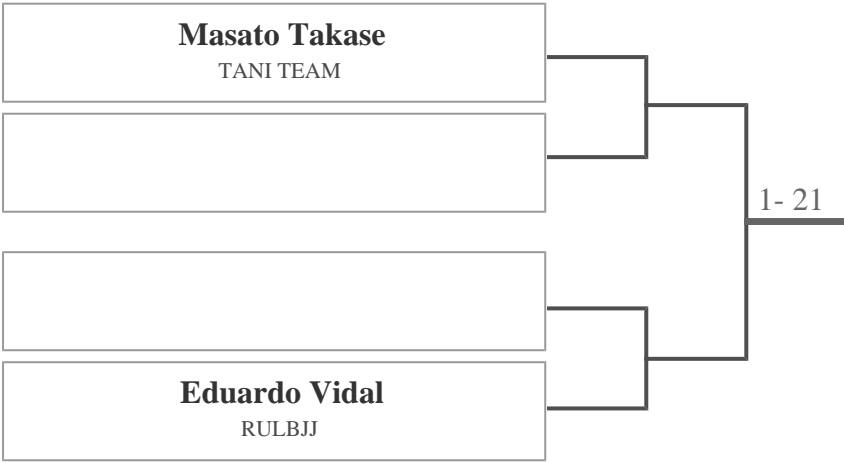 Masato Takase
TANI TEAM
1- 21
Eduardo Vidal
RULBJJ